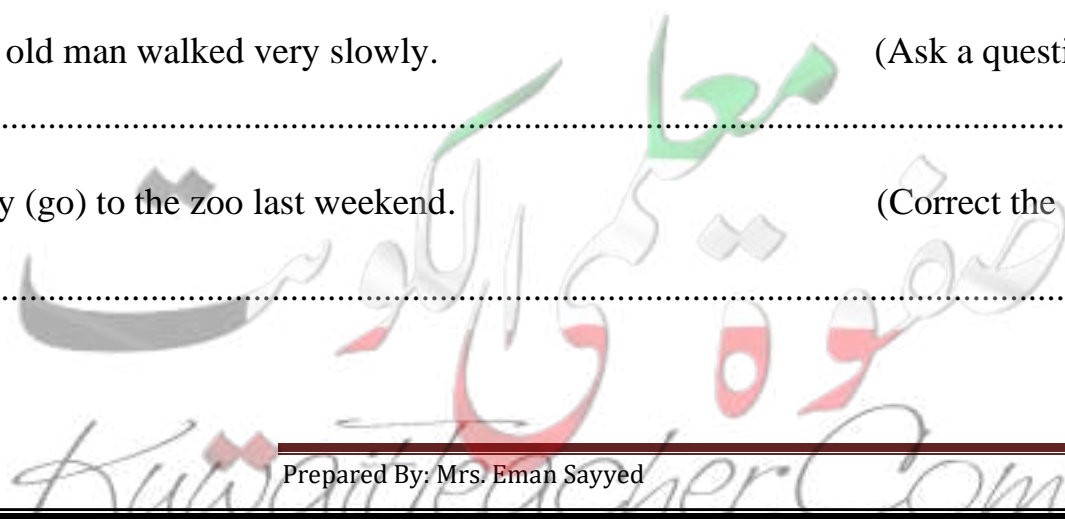 old man walked very slowly. (Ask a questi
................................................................................
y (go) to the zoo last weekend. (Correct the
................................................................................
صفوة معلمى الكويت
Prepared By: Mrs. Eman Sayyed
KuwaitTeacher.Com